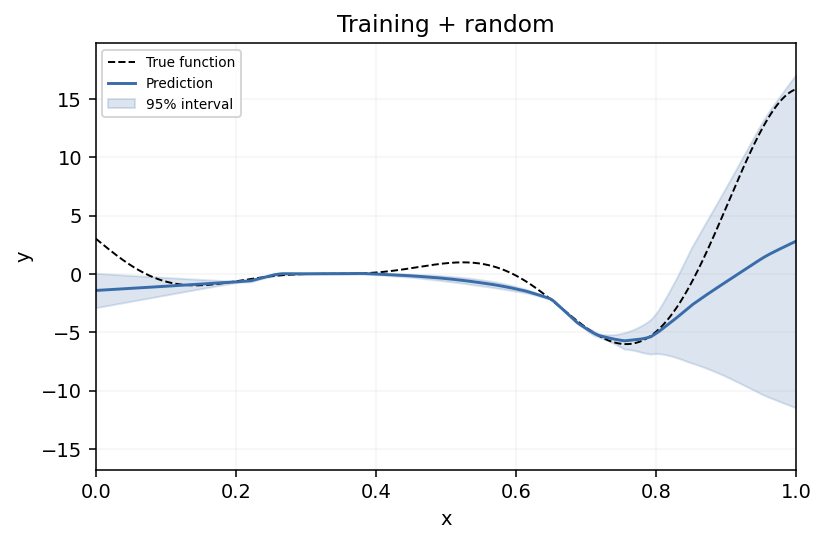 Training + random
True function
Prediction
95% interval
15
10
5
0
−5
−10
−15
y
0.0 0.2 0.4 0.6 0.8 1.0
x